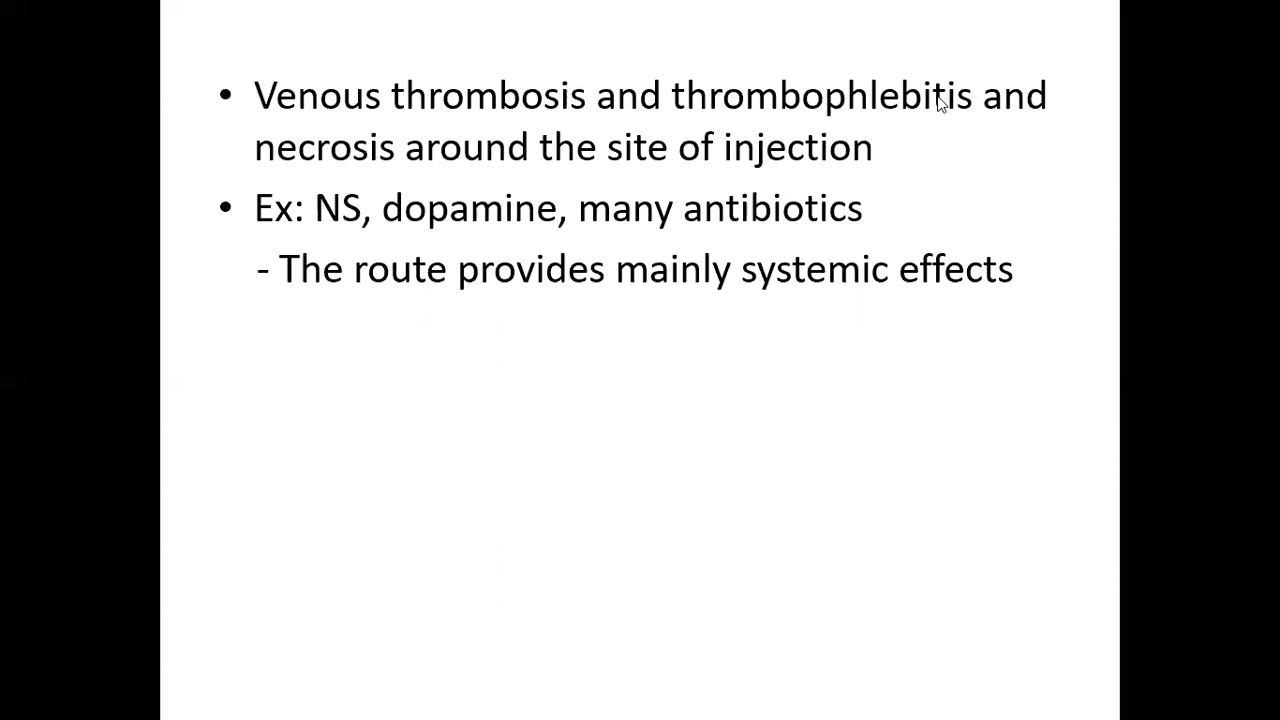 • Venous thrombosis and thrombophlebitis and
necrosis around the site of injection
• Ex: NS, dopamine, many antibiotics
- The route provides mainly systemic effects